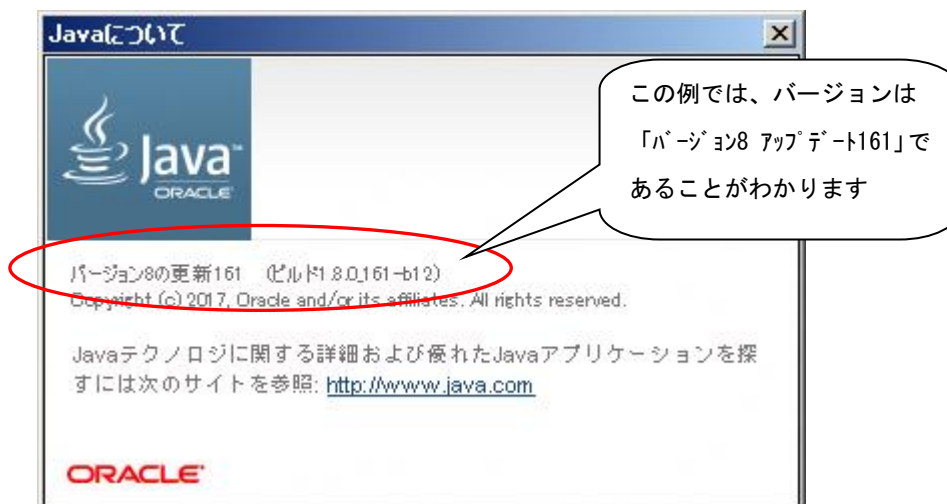 Javaについて
Java
ORACLE
この例では、バージョンは
「ﾊﾞｰｼﾞｮﾝ8 ｱｯﾌﾟﾃﾞｰﾄ161」で
あることがわかります
バージョン8の更新161 (ビルド1.8.0_161-b12)
Copyright (c) 2017, Oracle and/or its affiliates. All rights reserved.
Javaテクノロジに関する詳細および優れたJavaアプリケーションを探
すには次のサイトを参照: http://www.java.com
ORACLE